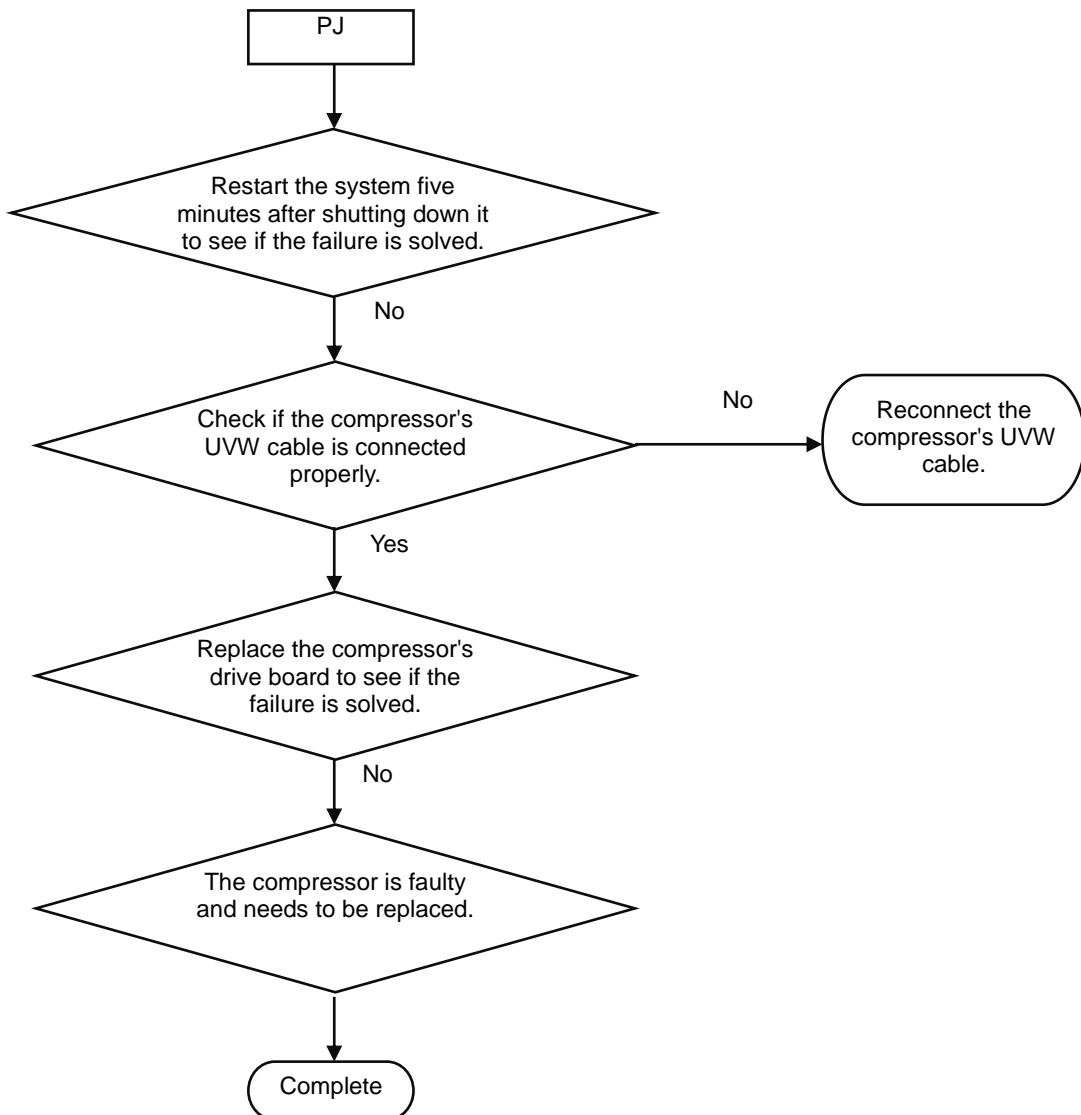 PJ
Restart the system five
minutes after shutting down it
to see if the failure is solved.
No
Check if the compressor's
UVW cable is connected
properly.
No
Reconnect the
compressor's UVW
cable.
Yes
Replace the compressor's
drive board to see if the
failure is solved.
No
The compressor is faulty
and needs to be replaced.
Complete